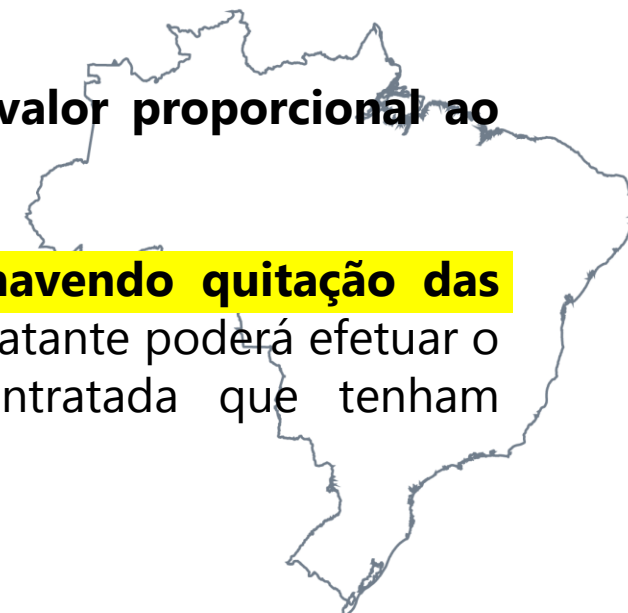 valor proporcional ao
havendo quitação das
atante poderá efetuar o
ntratada que tenham